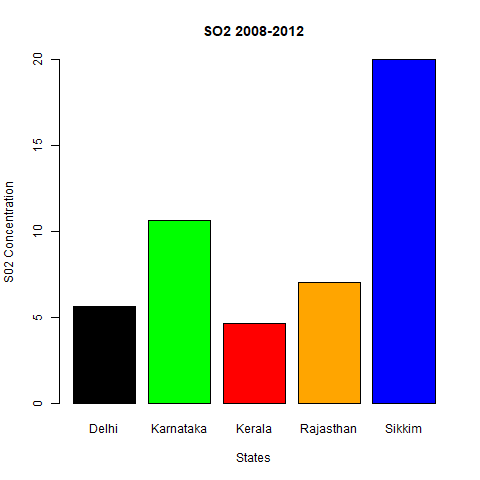 SO2 2008-2012
20
15
10
5
0
S02 Concentration
Delhi Karnataka Kerala Rajasthan Sikkim
States